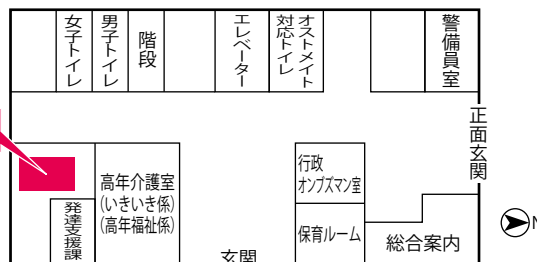 女子トイレ
男子トイレ
階段
エレベーター
オストメイト
対応トイレ
警備員室
正面玄関
高年介護室
(いきいき係)
(高年福祉係)
発達支援課
行政
オンブズマン室
保育ルーム
総合案内
玄関
N